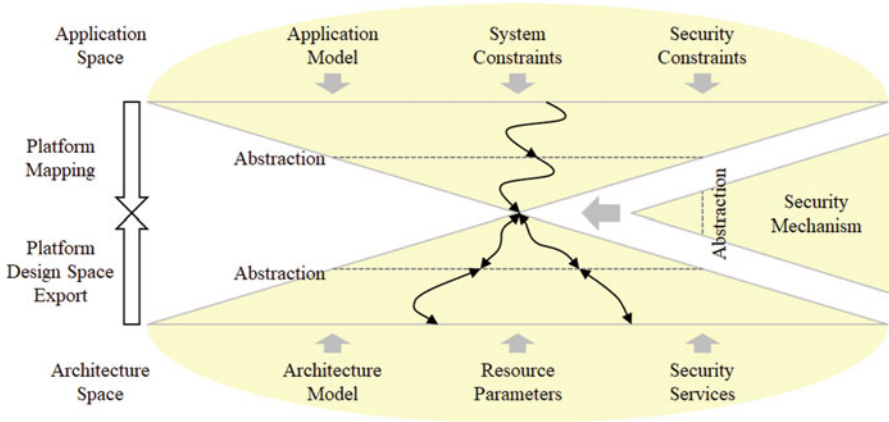 Application
Space
Application
Model
System
Constraints
Security
Constraints
Platform
Mapping
Abstraction
Abstraction
Security
Mechanism
Platform
Design Space
Export
Abstraction
Architecture
Space
Architecture
Model
Resource
Parameters
Security
Services